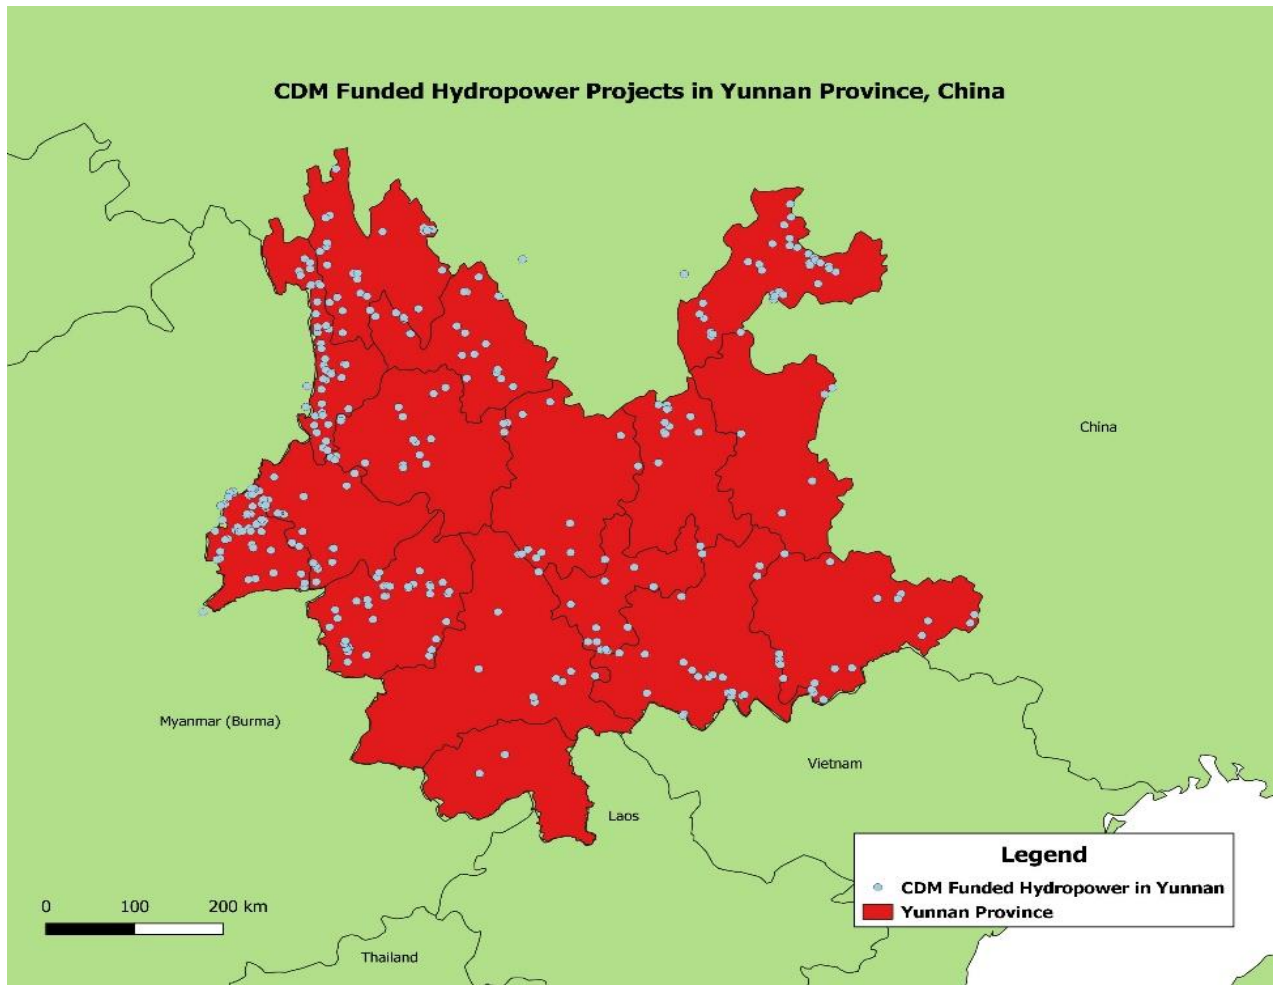 CDM Funded Hydropower Projects in Yunnan Province, China
China
Myanmar (Burma)
Vietnam
Laos
Legend
CDM Funded Hydropower in Yunnan
Yunnan Province
0 100 200 km
Thailand